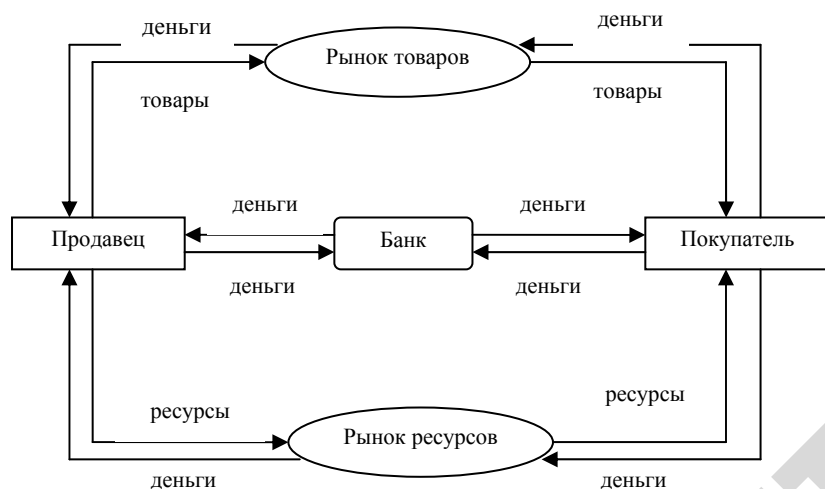 деньги
деньги
Рынок товаров
товары
товары
деньги
деньги
Продавец
Банк
Покупатель
деньги
деньги
ресурсы
ресурсы
Рынок ресурсов
деньги
деньги